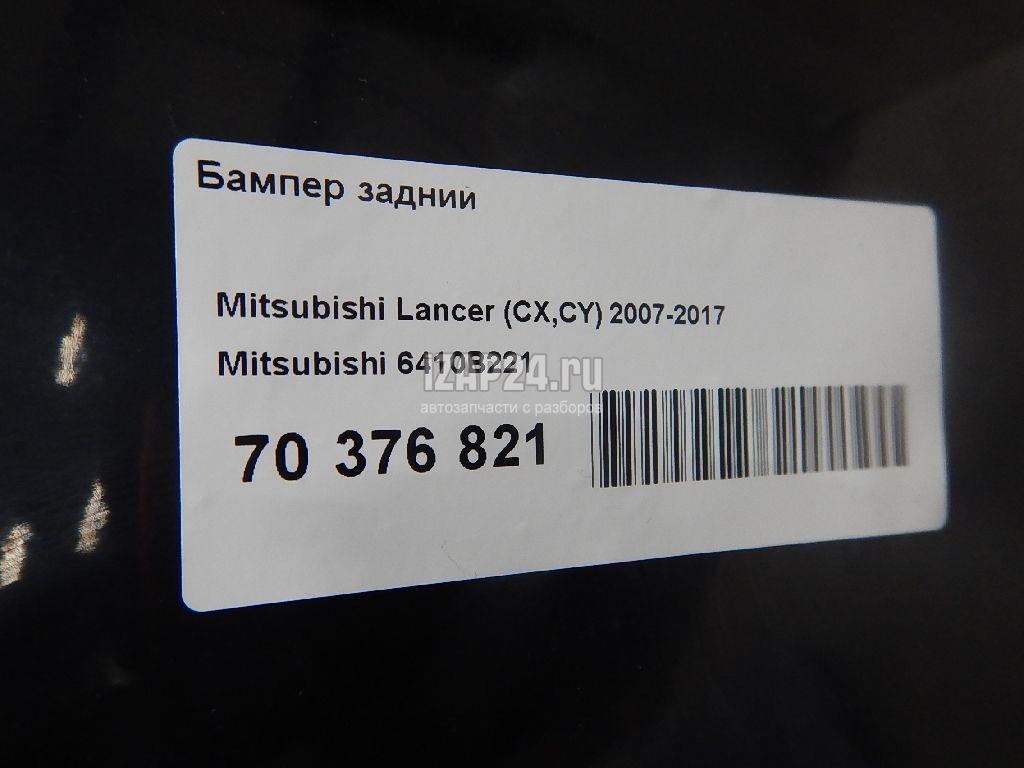 Бампер задний
Mitsubishi Lancer (CX,CY) 2007-2017
Mitsubishi 6410B221
iZAP24.ru
автозапчасти с разборов
70 376 821